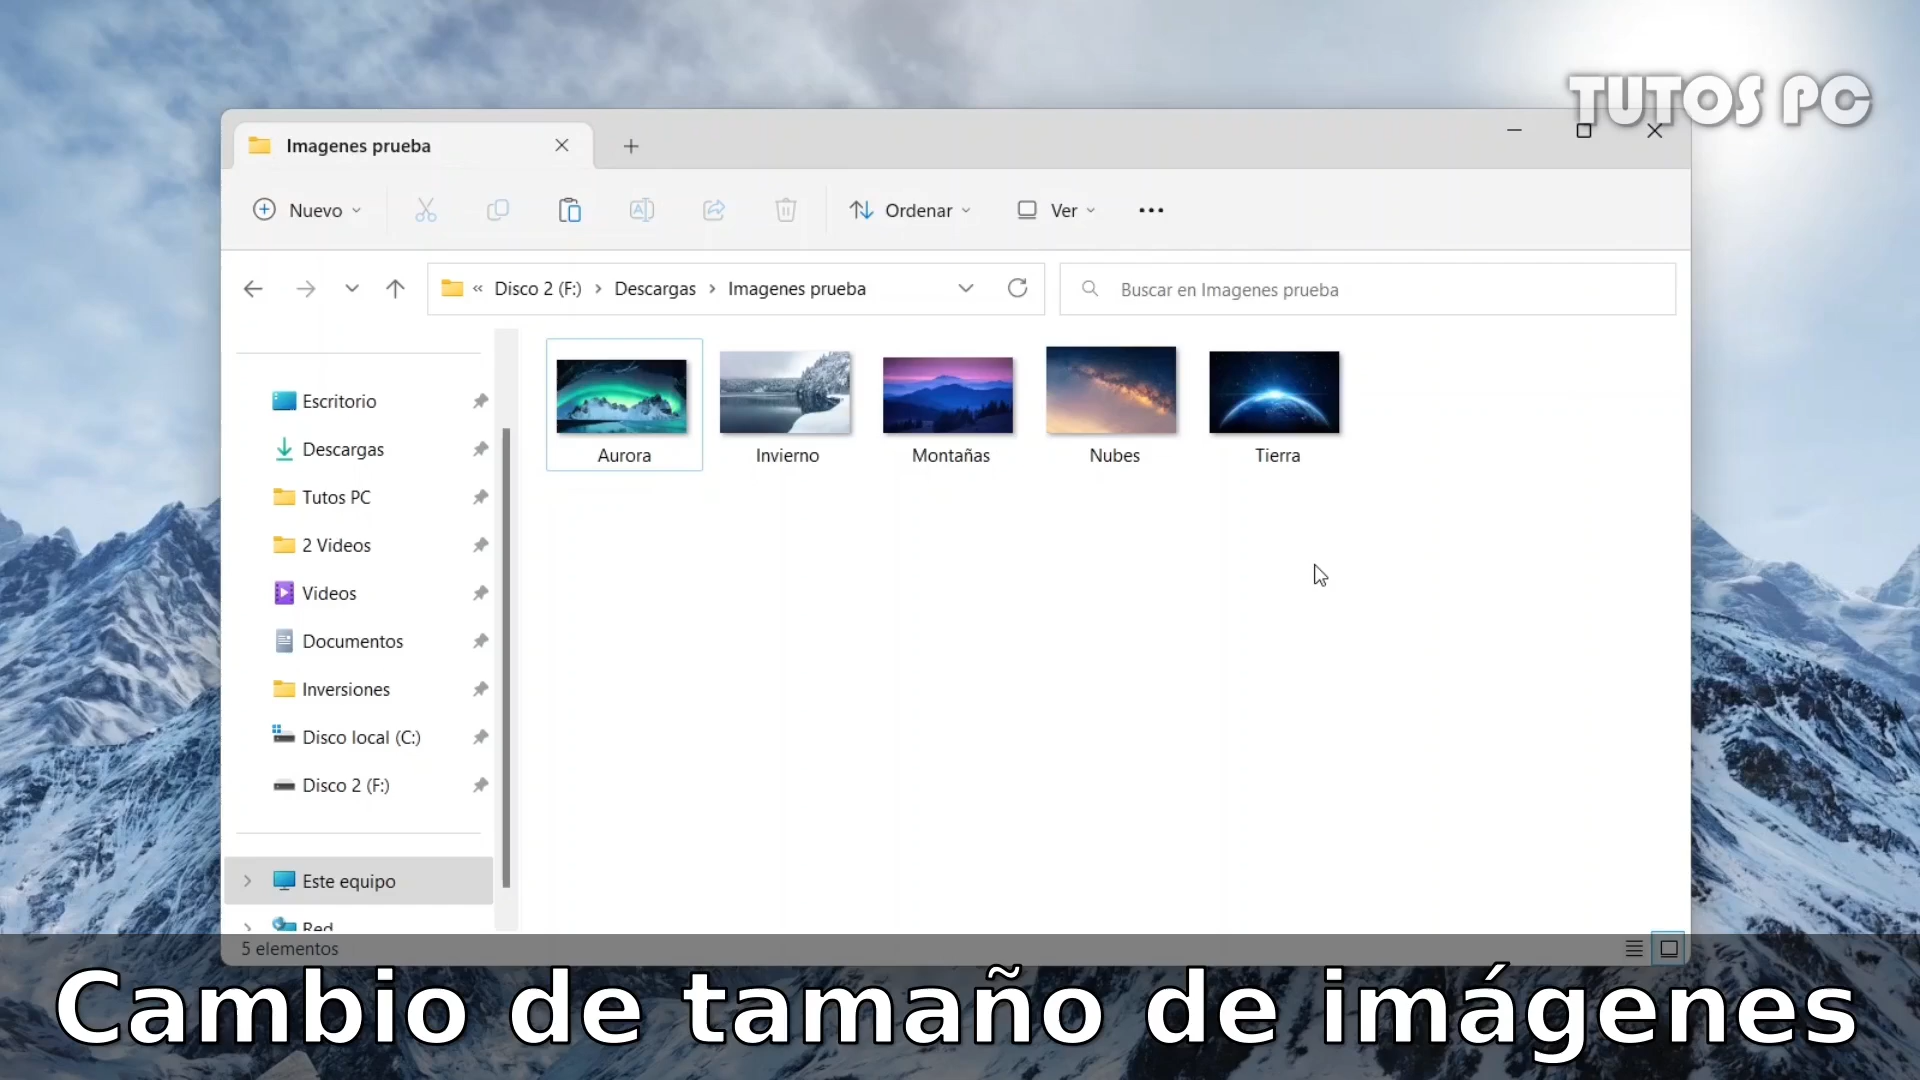 TUTOS PC
Imagenes prueba
Nuevo
Ordenar
Ver
« Disco 2 (F:) > Descargas > Imagenes prueba
Buscar en Imagenes prueba
Escritorio
Descargas
Tutos PC
2 Videos
Videos
Documentos
Inversiones
Disco local (C:)
Disco 2 (F:)
Este equipo
Red
Aurora
Invierno
Montañas
Nubes
Tierra
5 elementos
Cambio de tamaño de imágenes